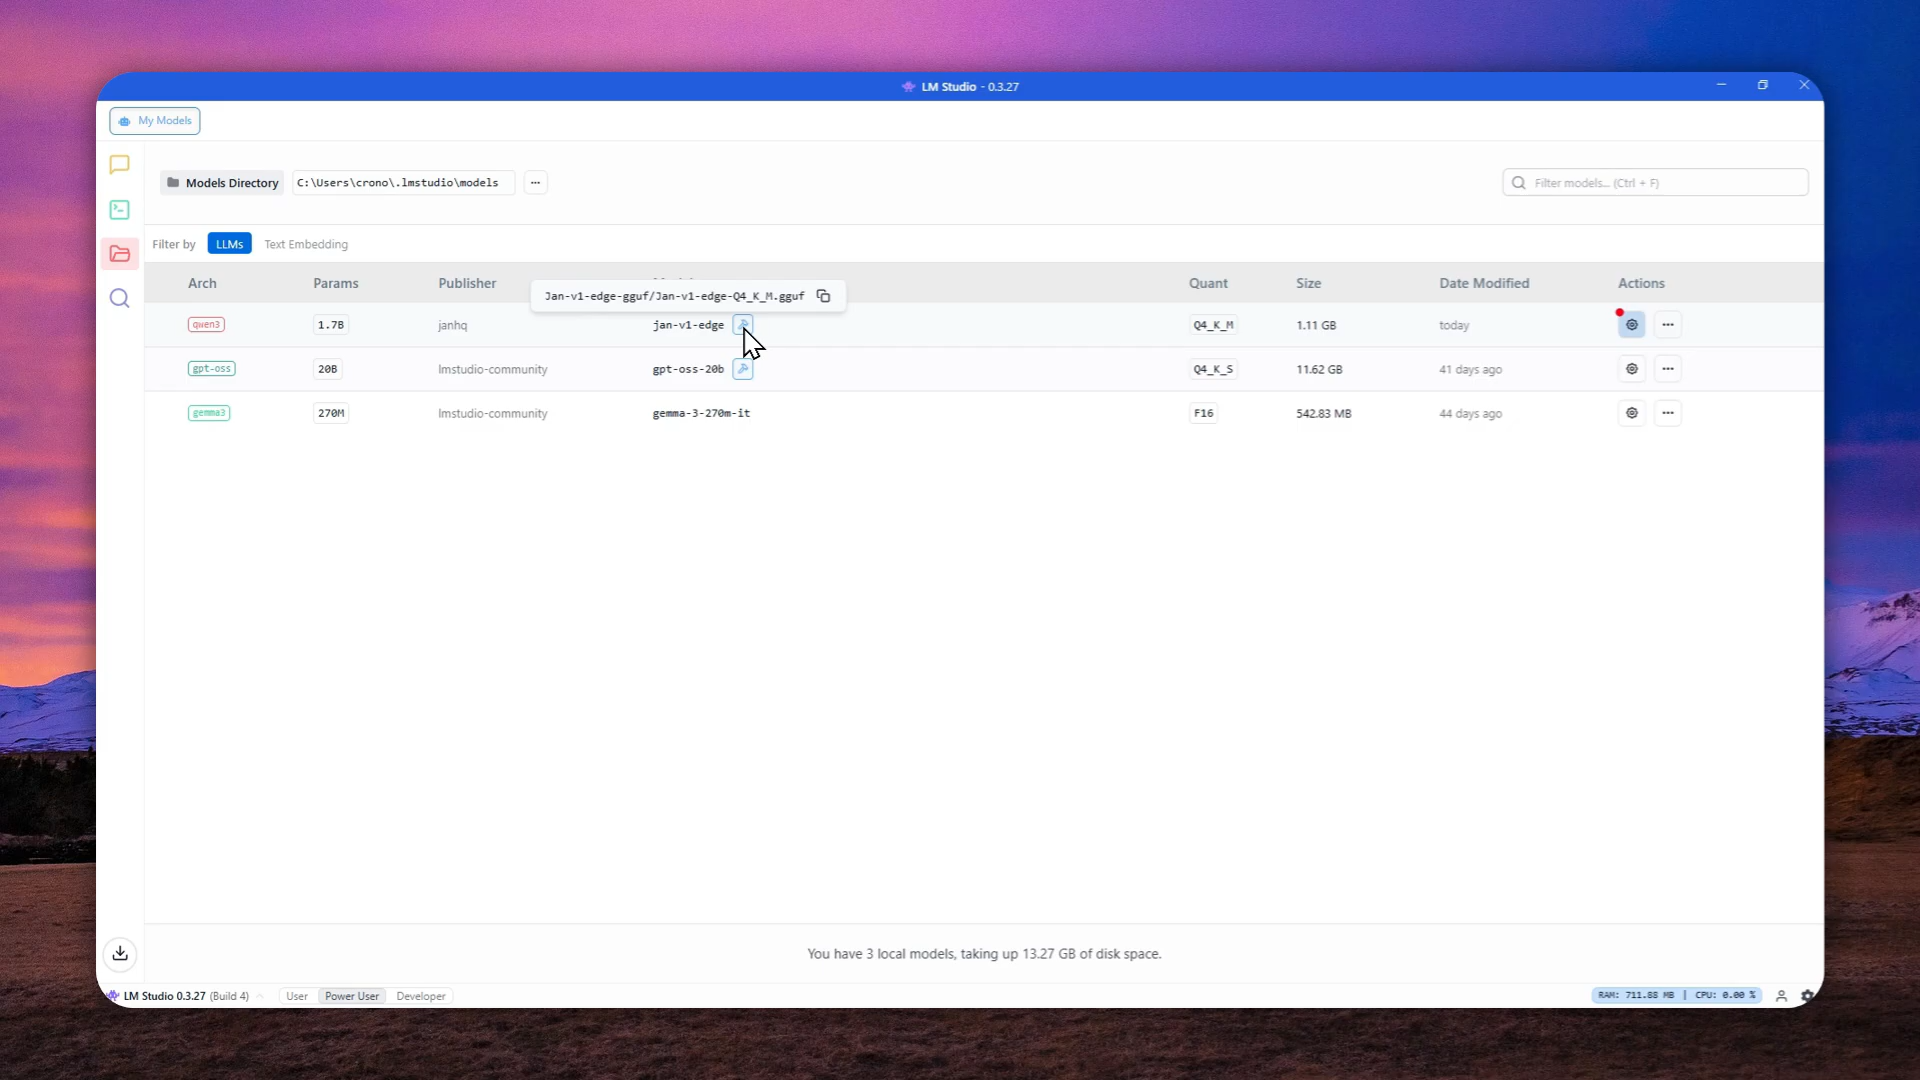 LM Studio - 0.3.27
My Models
Models Directory C:\Users\crono\.lmstudio\models ...
Filter models... (Ctrl + F)
Filter by LLMs Text Embedding
Arch Params Publisher Quant Size Date Modified Actions
Jan-v1-edge-gguf/Jan-v1-edge-Q4_K_M.gguf
qwen3 1.7B janhq jan-v1-edge Q4_K_M 1.11 GB today
gpt-oss 20B lmstudio-community gpt-oss-20b Q4_K_S 11.62 GB 41 days ago
gemma3 270M lmstudio-community gemma-3-270m-it F16 542.83 MB 44 days ago
You have 3 local models, taking up 13.27 GB of disk space.
LM Studio 0.3.27 (Build 4) User Power User Developer RAM: 711.88 MB | CPU: 0.00 %